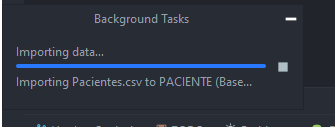 Background Tasks
Importing data...
Importing Pacientes.csv to PACIENTE (Base...